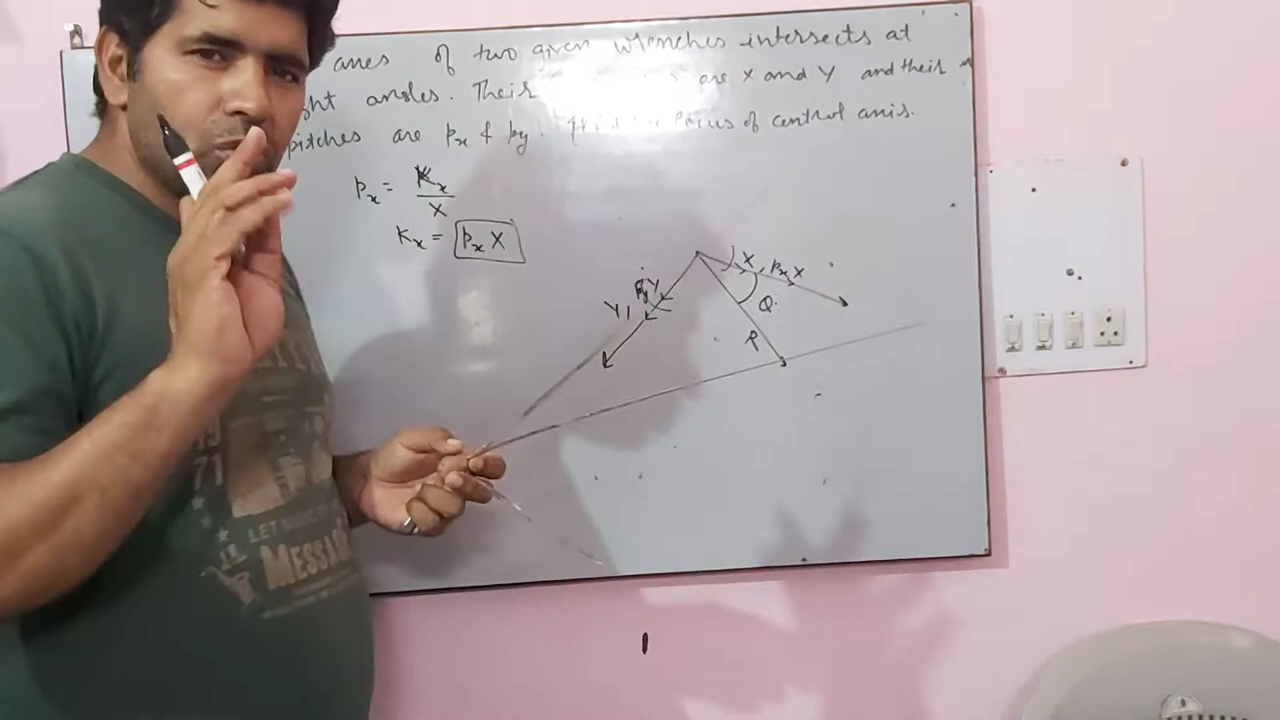 axes of two given wrenches intersects at
ght angles. Their are X and Y and their
pitches are px & py. locus of central axis.
px = Kx / X
Kx = px X
X, px X
Y, py Y
Q
R
LET
MESSA